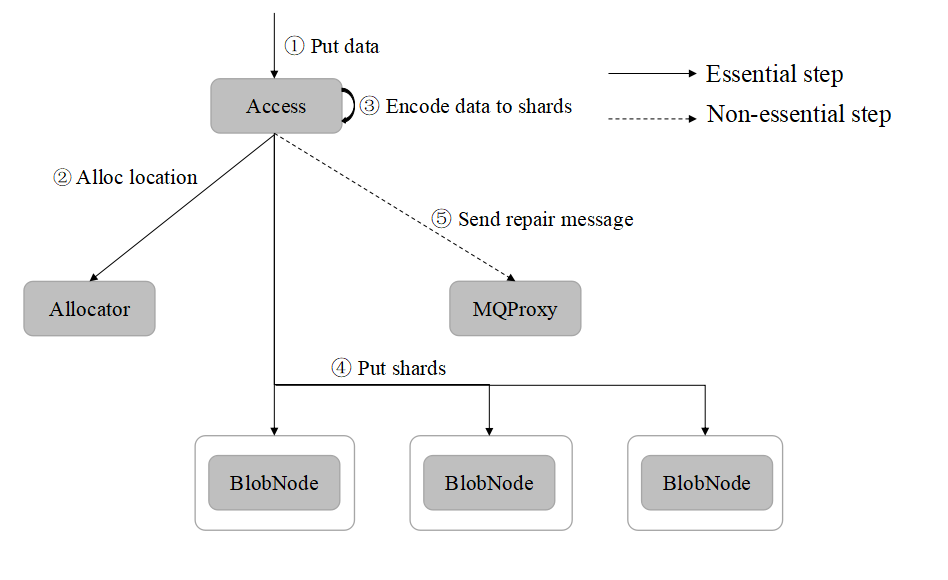 ① Put data
Essential step
Access
③ Encode data to shards
Non-essential step
② Alloc location
⑤ Send repair message
Allocator
MQProxy
④ Put shards
BlobNode
BlobNode
BlobNode